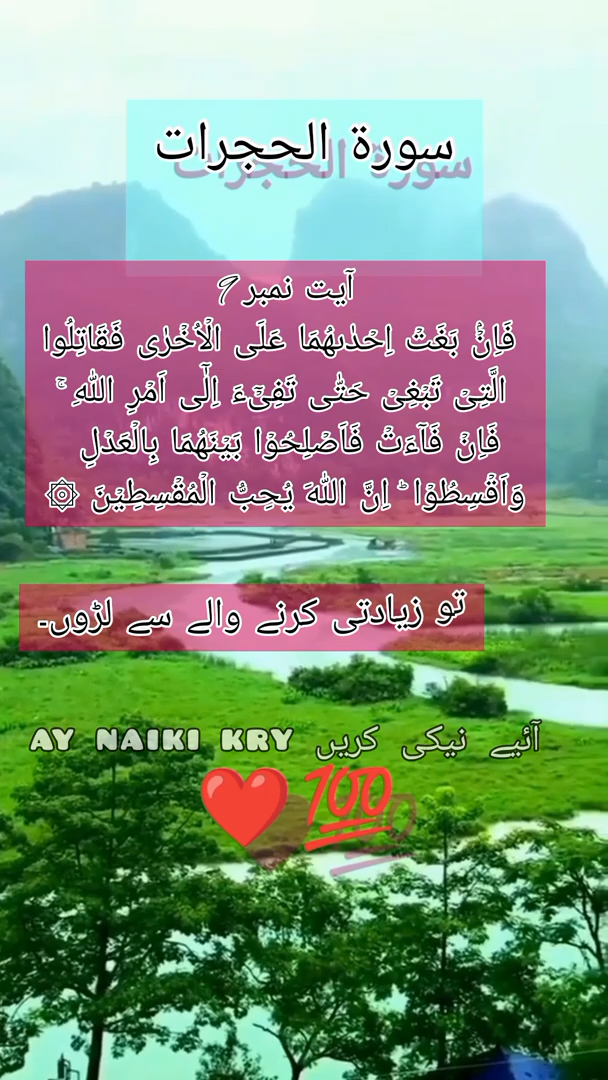 سورة الحجرات
آیت نمبر 9
فَاِنْۢ بَغَتْ اِحْدٰىهُمَا عَلَى الْاُخْرٰى فَقَاتِلُوا
الَّتِیْ تَبْغِیْ حَتّٰى تَفِیْٓءَ اِلٰۤى اَمْرِ اللّٰهِ ۚ
فَاِنْ فَآءَتْ فَاَصْلِحُوْا بَیْنَهُمَا بِالْعَدْلِ
وَاَقْسِطُوْا ؕ اِنَّ اللّٰهَ یُحِبُّ الْمُقْسِطِیْنَ ۞
تو زیادتی کرنے والے سے لڑوں۔
آئیے نیکی کریں AY NAIKI KRY
❤️💯